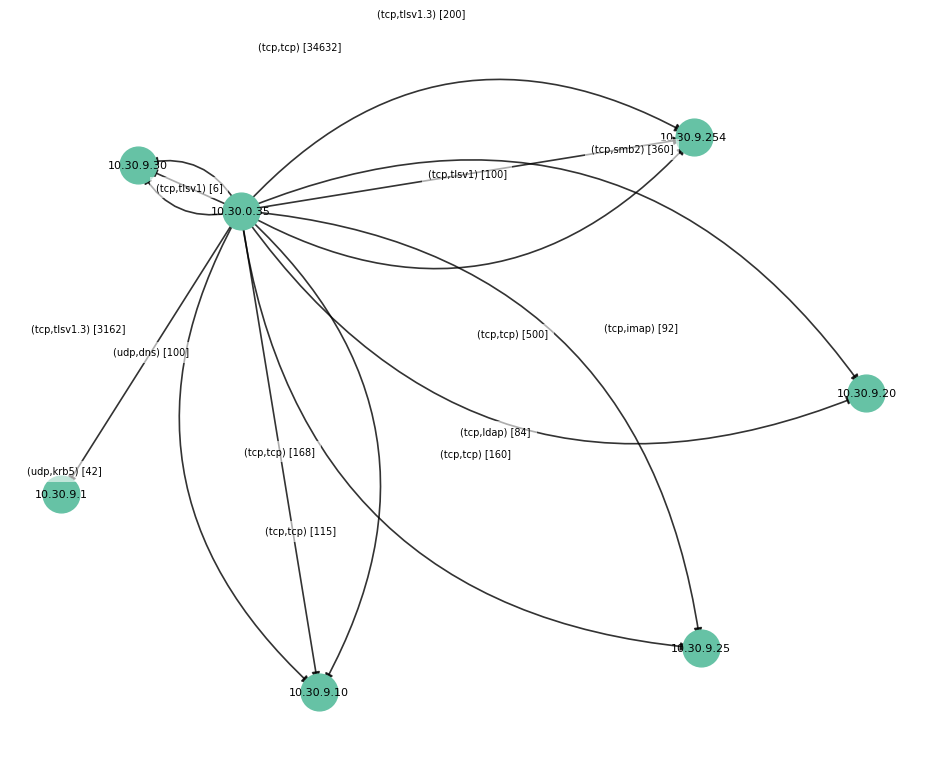 (tcp,tlsv1.3) [200]
(tcp,tcp) [34632]
10.30.9.254
(tcp,smb2) [360]
10.30.9.30
(tcp,tlsv1) [100]
(tcp,tlsv1) [6]
10.30.0.35
(tcp,tlsv1.3) [3162]
(tcp,imap) [92]
(tcp,tcp) [500]
(udp,dns) [100]
10.30.9.20
(tcp,ldap) [84]
(tcp,tcp) [168]
(tcp,tcp) [160]
(udp,krb5) [42]
10.30.9.1
(tcp,tcp) [115]
10.30.9.25
10.30.9.10